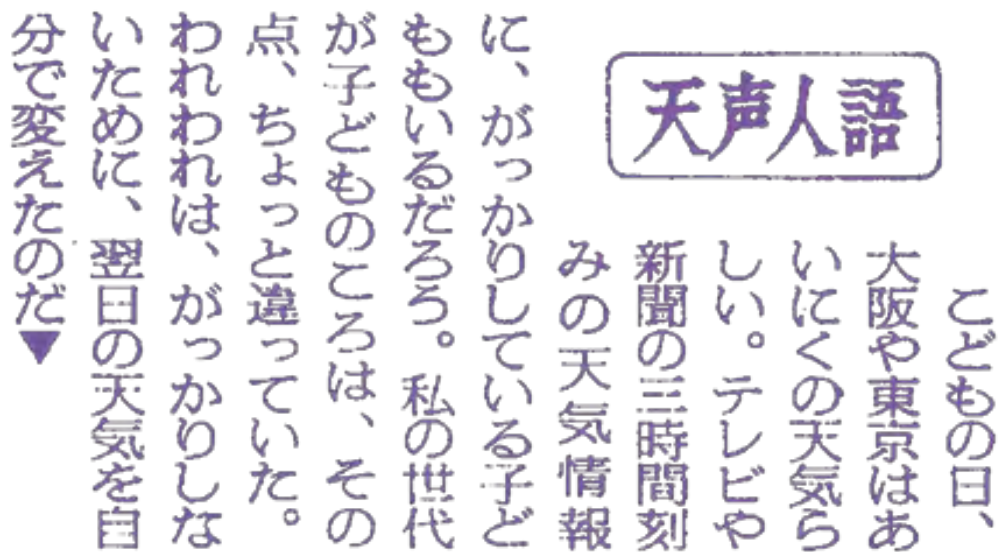 天声人語
こどもの日、
大阪や東京はあ
いにくの天気ら
しい。テレビや
新聞の三時間刻
みの天気情報
に、がっかりしている子ど
ももいるだろう。私の世代
が子どものころは、その
点、ちょっと違っていた。
われわれは、がっかりしな
いために、翌日の天気を自
分で変えたのだ▼